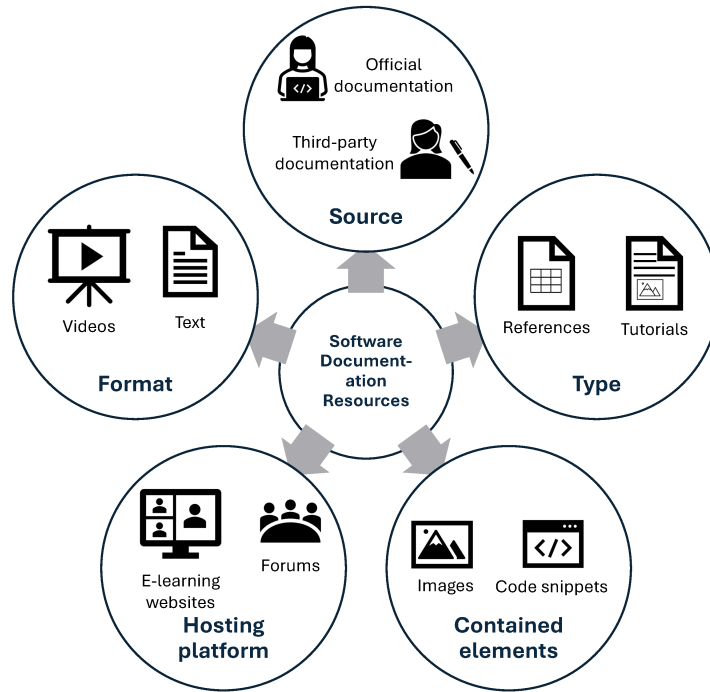 Official
documentation
Third-party
documentation
Source
Videos
Text
Format
References
Tutorials
Type
Software
Document-
ation
Resources
E-learning
websites
Forums
Hosting
platform
Images
</>
Code snippets
Contained
elements